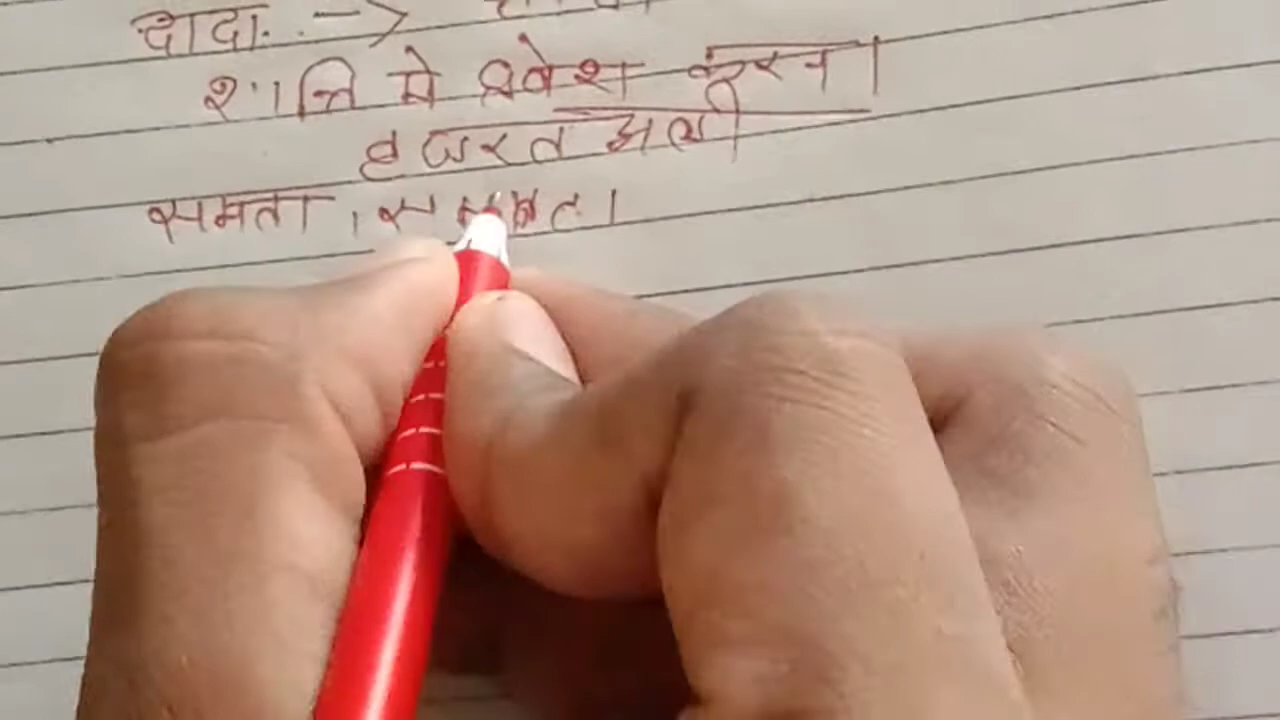 दादा. —>
शान्ति मे प्रवेश करना
हजरत अली
समता ।